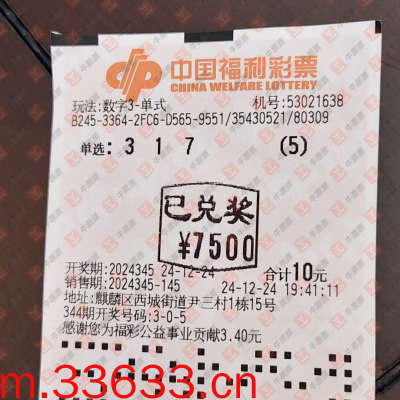 中国福利彩票
CHINA WELFARE LOTTERY
玩法:数字3-单式 机号:53021638
B245-3364-2FC6-D565-9551/35430521/80309
单选: 3 1 7 (5)
已兑奖
¥7500
开奖期:2024345 24-12-24 合计10元
销售期:2024345-145 24-12-24 19:41:11
地址:麒麟区西城街道尹三村1栋15号
344期开奖号码:3-0-5
感谢您为福彩公益事业贡献3.40元
m.33633.cn